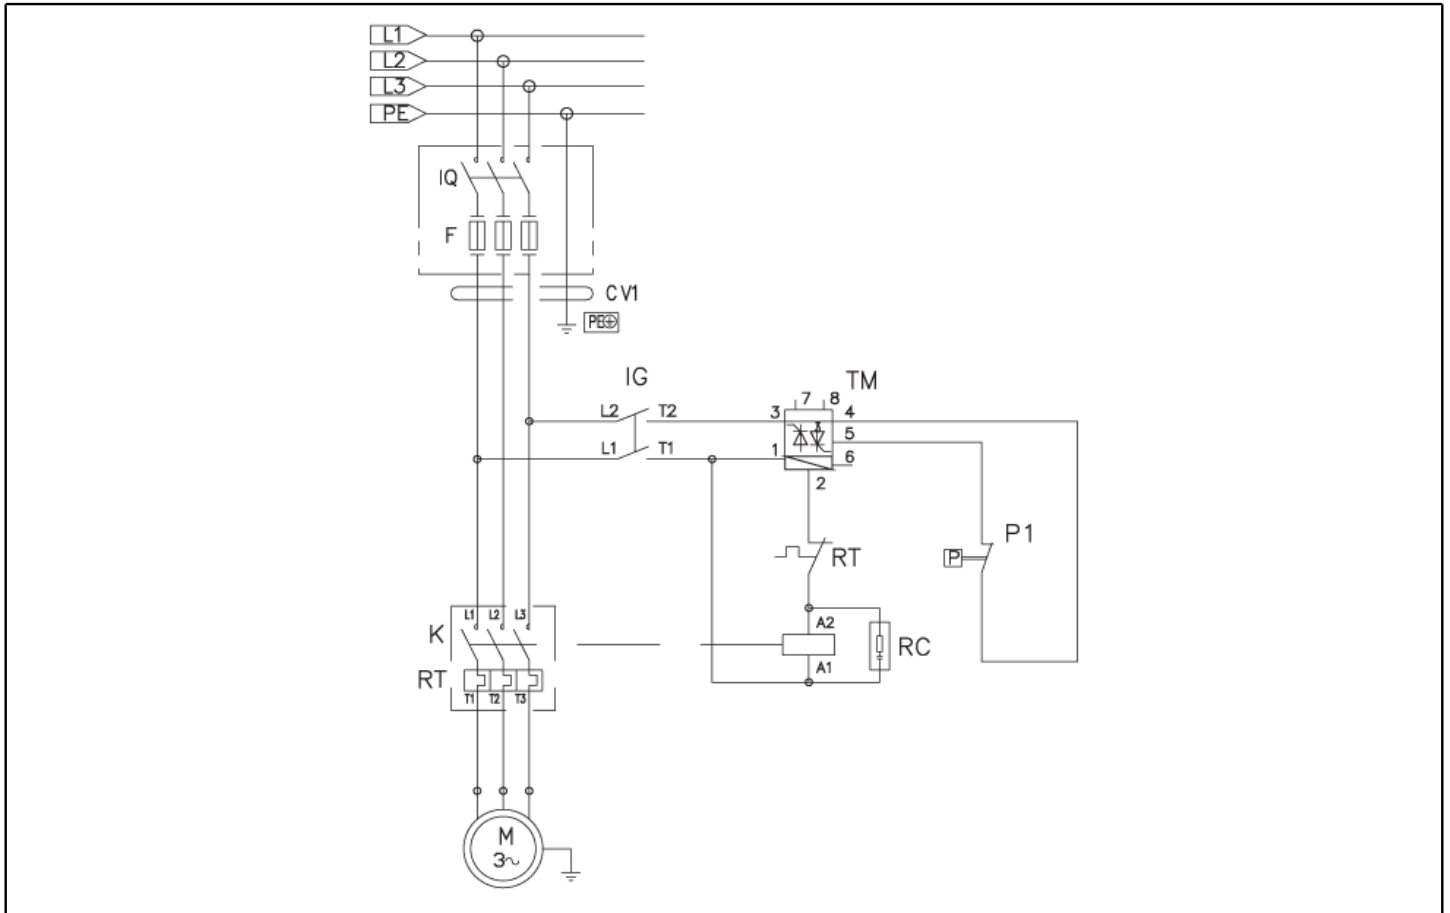 L1
L2
L3
PE
IQ
F
CV1
PE
IG
TM
7 8
L2 T2 3 4
5
L1 T1 1 6
2
P1
P
RT
L1 L2 L3
K
A2
RC
A1
RT
T1 T2 T3
M
3~